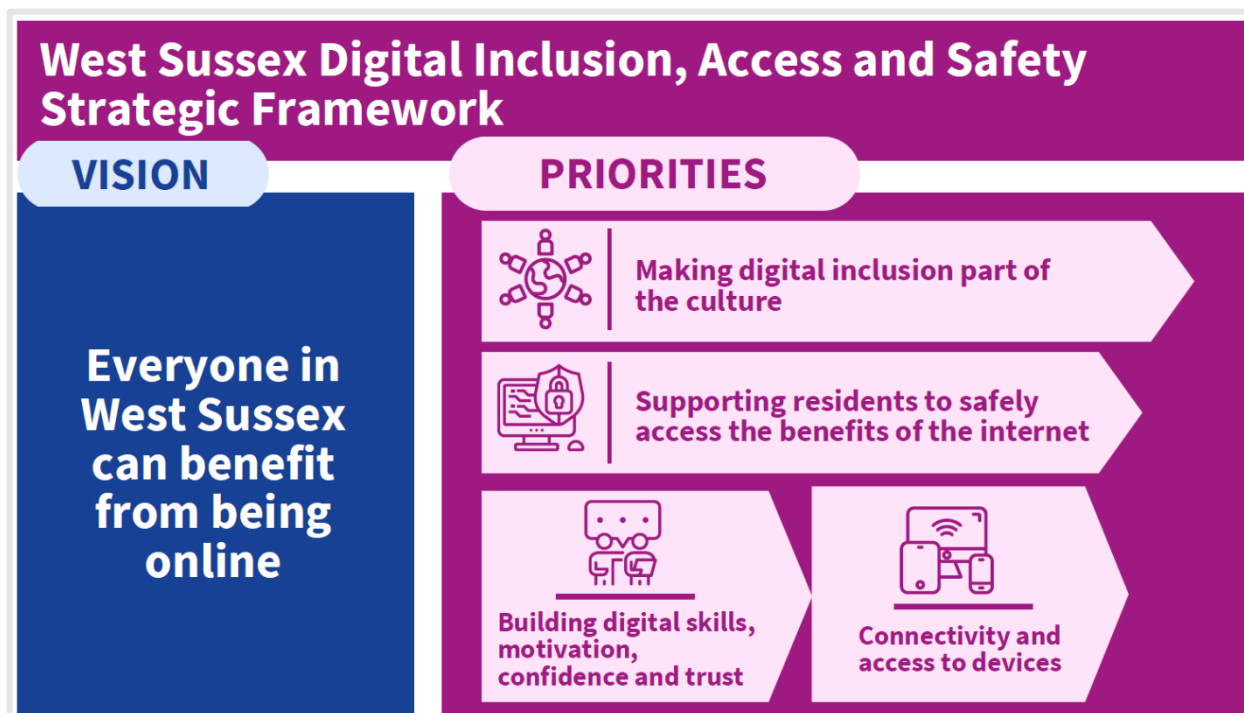 West Sussex Digital Inclusion, Access and Safety
Strategic Framework
VISION
PRIORITIES
Everyone in
West Sussex
can benefit
from being
online
Making digital inclusion part of
the culture
Supporting residents to safely
access the benefits of the internet
Building digital skills,
motivation,
confidence and trust
Connectivity and
access to devices